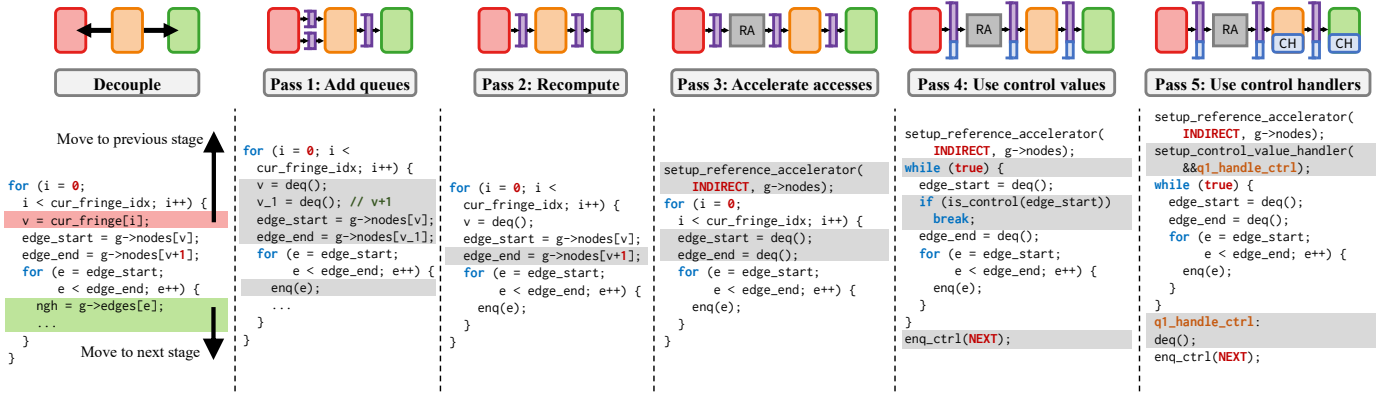 Decouple
Move to previous stage
for (i = 0;
i < cur_fringe_idx; i++) {
v = cur_fringe[i];
edge_start = g->nodes[v];
edge_end = g->nodes[v+1];
for (e = edge_start;
e < edge_end; e++) {
ngh = g->edges[e];
...
}
}
Move to next stage
Pass 1: Add queues
for (i = 0; i <
cur_fringe_idx; i++) {
v = deq();
v_1 = deq(); // v+1
edge_start = g->nodes[v];
edge_end = g->nodes[v_1];
for (e = edge_start;
e < edge_end; e++) {
enq(e);
...
}
}
Pass 2: Recompute
for (i = 0; i <
cur_fringe_idx; i++) {
v = deq();
edge_start = g->nodes[v];
edge_end = g->nodes[v+1];
for (e = edge_start;
e < edge_end; e++) {
enq(e);
}
}
RA
Pass 3: Accelerate accesses
setup_reference_accelerator(
INDIRECT, g->nodes);
for (i = 0;
i < cur_fringe_idx; i++) {
edge_start = deq();
edge_end = deq();
for (e = edge_start;
e < edge_end; e++) {
enq(e);
}
}
RA
Pass 4: Use control values
setup_reference_accelerator(
INDIRECT, g->nodes);
while (true) {
edge_start = deq();
if (is_control(edge_start))
break;
edge_end = deq();
for (e = edge_start;
e < edge_end; e++) {
enq(e);
}
}
enq_ctrl(NEXT);
RA
CH
CH
Pass 5: Use control handlers
setup_reference_accelerator(
INDIRECT, g->nodes);
setup_control_value_handler(
&&q1_handle_ctrl);
while (true) {
edge_start = deq();
edge_end = deq();
for (e = edge_start;
e < edge_end; e++) {
enq(e);
}
}
q1_handle_ctrl:
deq();
enq_ctrl(NEXT);